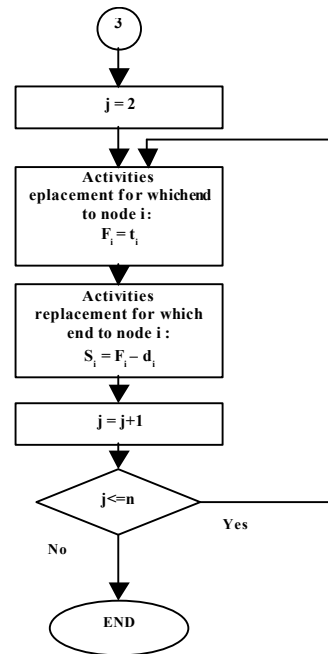 3
j = 2
Activities
eplacement for whichend
to node i:
F_i = t_i
Activities
replacement for which
end to node i :
S_i = F_i – d_i
j = j+1
j<=n
Yes
No
END